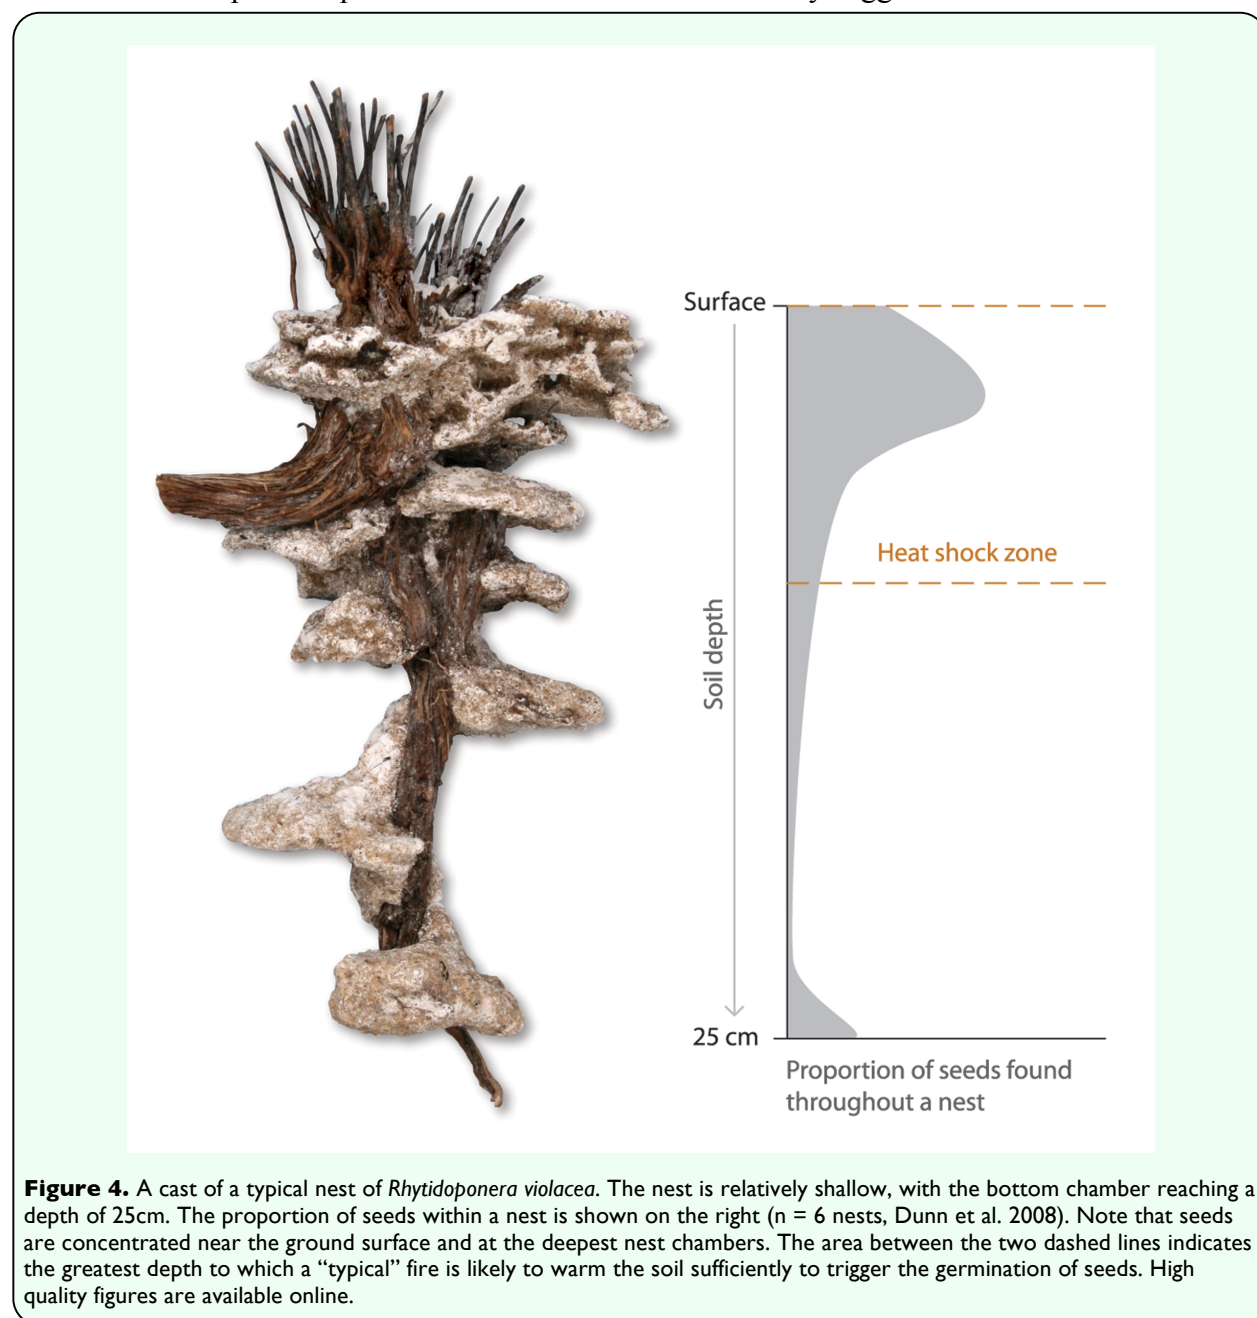 Surface
Heat shock zone
Soil depth
25 cm
Proportion of seeds found
throughout a nest
Figure 4. A cast of a typical nest of Rhytidoponera violacea. The nest is relatively shallow, with the bottom chamber reaching a
depth of 25cm. The proportion of seeds within a nest is shown on the right (n = 6 nests, Dunn et al. 2008). Note that seeds
are concentrated near the ground surface and at the deepest nest chambers. The area between the two dashed lines indicates
the greatest depth to which a “typical” fire is likely to warm the soil sufficiently to trigger the germination of seeds. High
quality figures are available online.